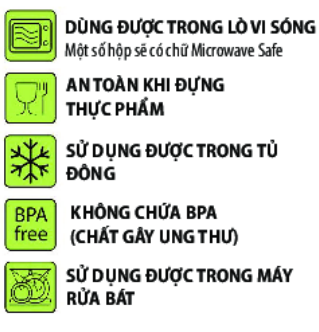 DÙNG ĐƯỢC TRONG LÒ VI SÓNG
Một số hộp sẽ có chữ Microwave Safe
AN TOÀN KHI ĐỰNG
THỰC PHẨM
SỬ DỤNG ĐƯỢC TRONG TỦ
ĐÔNG
BPA
free
KHÔNG CHỨA BPA
(CHẤT GÂY UNG THƯ)
SỬ DỤNG ĐƯỢC TRONG MÁY
RỬA BÁT